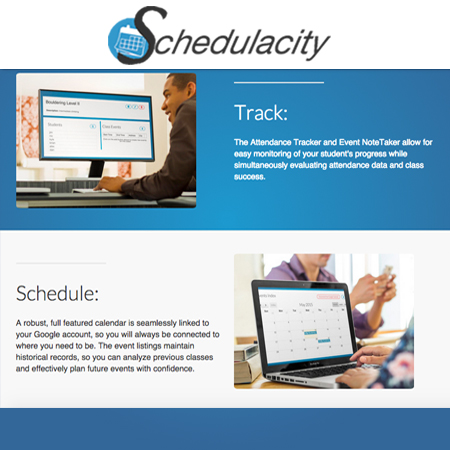 Schedulacity
Bouldering Level II
Students
Class Events
Track:
The Attendance Tracker and Event NoteTaker allow for
easy monitoring of your student's progress while
simultaneously evaluating attendance data and class
success.
Schedule:
A robust, full featured calendar is seamlessly linked to
your Google account, so you will always be connected to
where you need to be. The event listings maintain
historical records, so you can analyze previous classes
and effectively plan future events with confidence.
May 2015